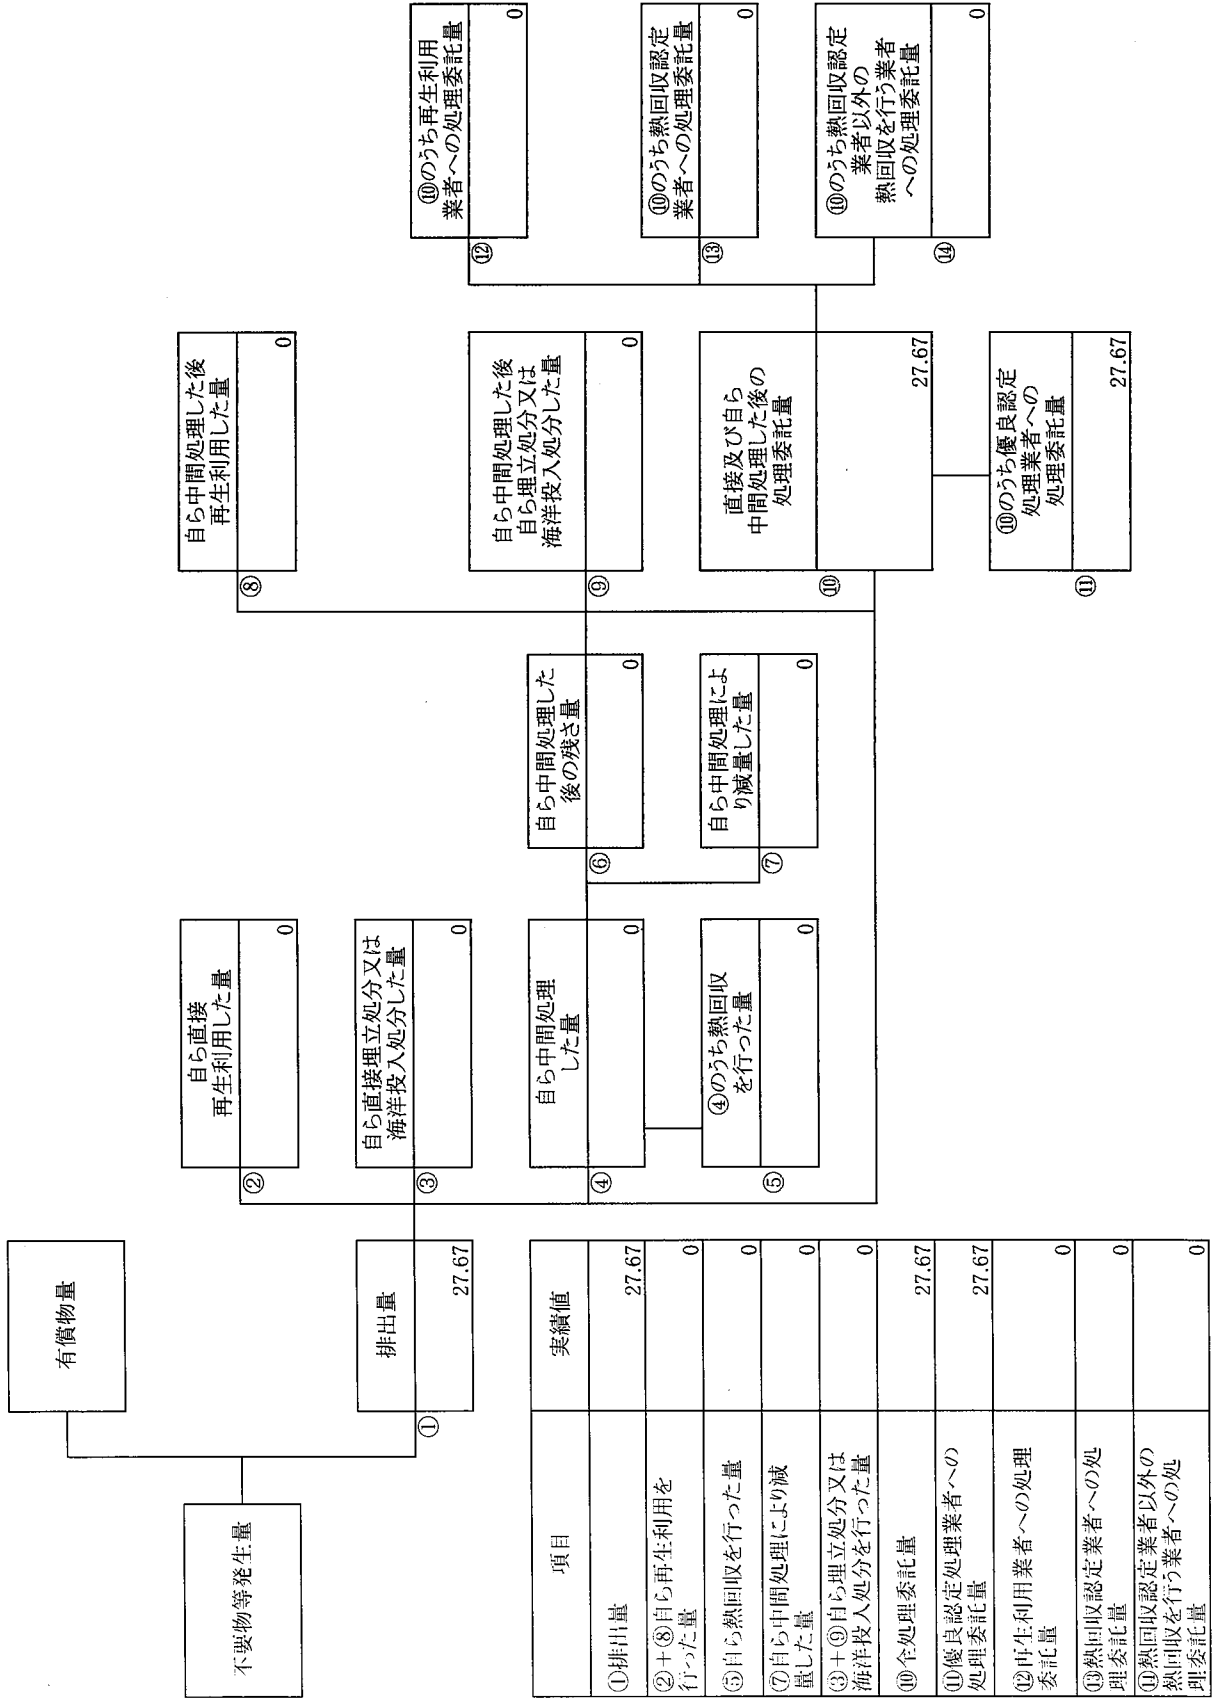 不要物等発生量
有償物量
①
排出量
27.67
②
自ら直接
再生利用した量
0
③
自ら直接埋立処分又は
海洋投入処分した量
0
④
自ら中間処理
した量
0
⑤
④のうち熱回収
を行った量
0
⑥
自ら中間処理した
後の残さ量
0
⑦
自ら中間処理によ
り減量した量
0
⑧
自ら中間処理した後
再生利用した量
0
⑨
自ら中間処理した後
自ら埋立処分又は
海洋投入処分した量
0
⑩
直接及び自ら
中間処理した後の
処理委託量
27.67
⑪
⑩のうち優良認定
処理業者への
処理委託量
27.67
⑫
⑩のうち再生利用
業者への処理委託量
0
⑬
⑩のうち熱回収認定
業者への処理委託量
0
⑭
⑩のうち熱回収認定
業者以外の
熱回収を行う業者
への処理委託量
0
項目
実績値
①排出量
27.67
②+⑧自ら再生利用を
行った量
0
⑤自ら熱回収を行った量
0
⑦自ら中間処理により減
量した量
0
③+⑨自ら埋立処分又は
海洋投入処分を行った量
0
⑩全処理委託量
27.67
⑪優良認定処理業者への
処理委託量
27.67
⑫再生利用業者への処理
委託量
0
⑬熱回収認定業者への処
理委託量
0
⑭熱回収認定業者以外の
熱回収を行う業者への処
理委託量
0